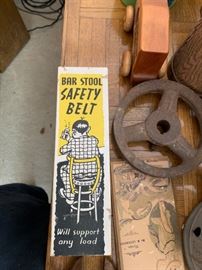 BAR STOOL
SAFETY
BELT
Will support
any load